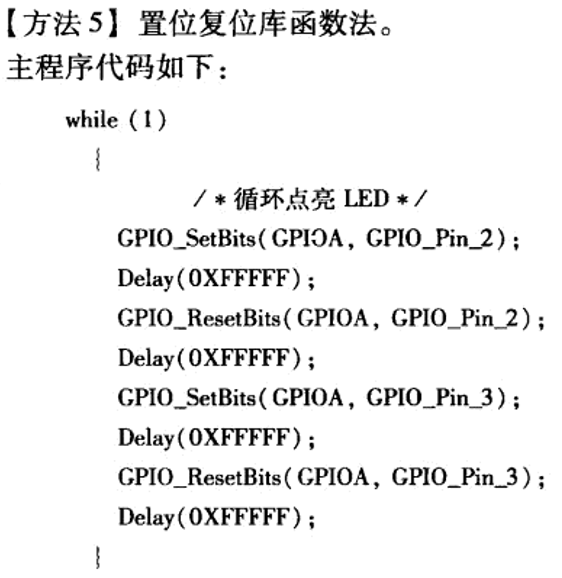 【方法5】 置位复位库函数法。
主程序代码如下：
while (1)
{
/*循环点亮 LED */
GPIO_SetBits(GPIOA, GPIO_Pin_2);
Delay(0XFFFFF);
GPIO_ResetBits(GPIOA, GPIO_Pin_2);
Delay(0XFFFFF);
GPIO_SetBits(GPIOA, GPIO_Pin_3);
Delay(0XFFFFF);
GPIO_ResetBits(GPIOA, GPIO_Pin_3);
Delay(0XFFFFF);
}